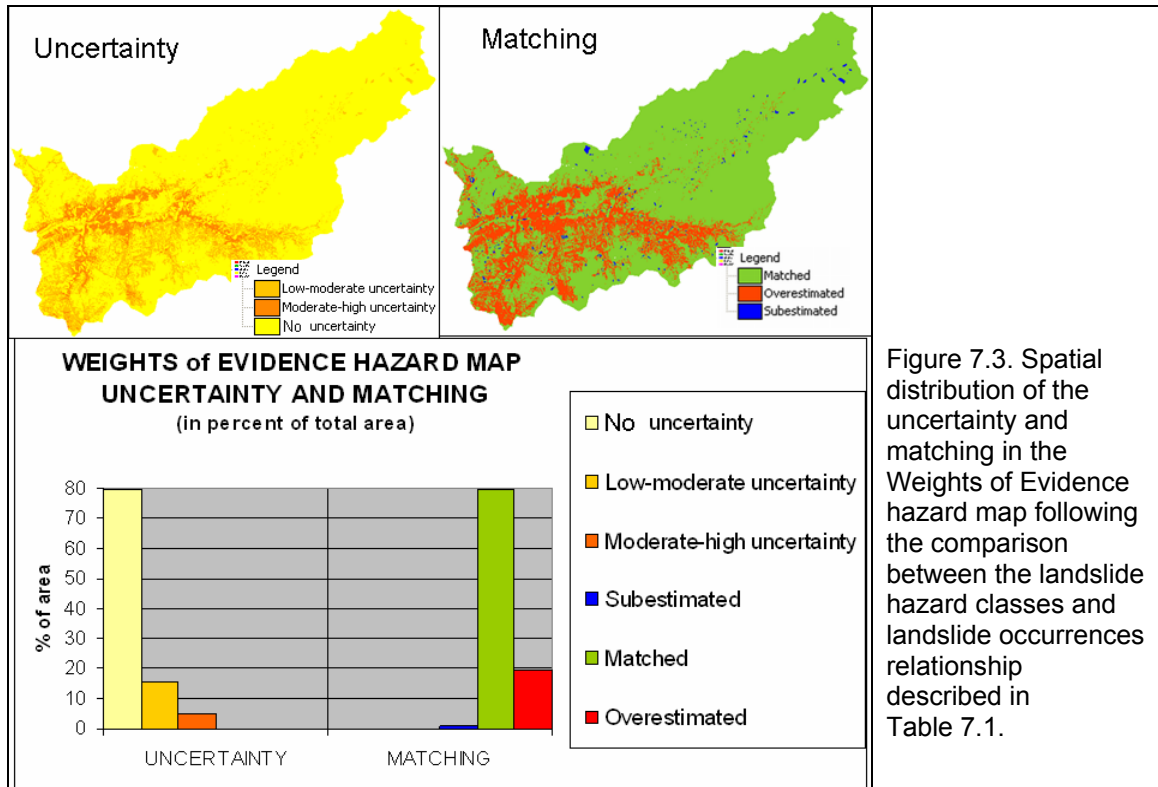 Uncertainty
Legend
Low-moderate uncertainty
Moderate-high uncertainty
No uncertainty
Matching
Legend
Matched
Overestimated
Subestimated
WEIGHTS of EVIDENCE HAZARD MAP
UNCERTAINTY AND MATCHING
(in percent of total area)
% of area
80
70
60
50
40
30
20
10
0
UNCERTAINTY
MATCHING
No uncertainty
Low-moderate uncertainty
Moderate-high uncertainty
Subestimated
Matched
Overestimated
Figure 7.3. Spatial
distribution of the
uncertainty and
matching in the
Weights of Evidence
hazard map following
the comparison
between the landslide
hazard classes and
landslide occurrences
relationship
described in
Table 7.1.